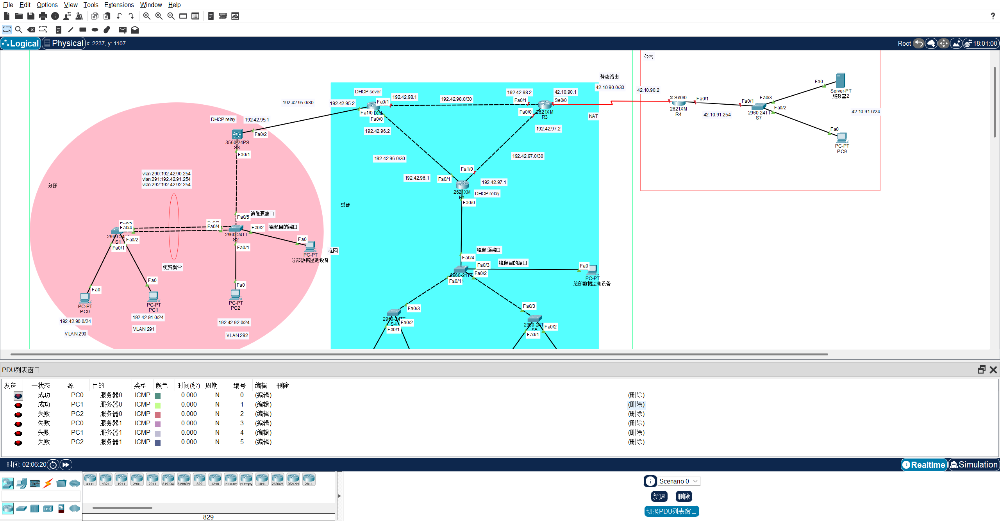 File Edit Options View Tools Extensions Window Help
Logical Physical x: 2237, y: 1107
Root 18:01:00
公网
静态路由
42.10.90.0/30
42.10.90.2
DHCP sever
192.42.98.1
192.42.98.0/30
192.42.98.2
42.10.90.1
192.42.95.0/30
192.42.95.2
Fa0/1
Fa0/1
Se0/0
Fa1/0
Fa0/0
Fa0/0
2621XM
R3
NAT
Se0/0
2621XM
R4
Fa0/1
42.10.91.254
Fa0/1
Fa0/3
Fa0/2
2960-24TT
S7
Fa0
Server-PT
服务器2
42.10.91.0/24
Fa0
PC-PT
PC9
DHCP relay
192.42.95.1
Fa0/2
3560-24PS
S3
Fa0/1
192.42.96.2
192.42.97.2
192.42.96.0/30
192.42.97.0/30
Fa1/0
192.42.96.1
Fa0/1
192.42.97.1
2621XM
R1
DHCP relay
Fa0/0
分部
vlan 290:192.42.90.254
vlan 291:192.42.91.254
vlan 292:192.42.92.254
总部
镜像源端口
Fa0/5
Fa0/4
Fa0/4
Fa0/2
镜像目的端口
2960-24TT
S1
Fa0/2
Fa0/1
2960-24TT
S2
Fa0/1
Fa0
PC-PT
分部数据监测设备
私网
链路聚合
Fa0
Fa0
Fa0
PC-PT
PC0
PC-PT
PC1
PC-PT
PC2
192.42.90.0/24
192.42.91.0/24
192.42.92.0/24
VLAN 290
VLAN 291
VLAN 292
镜像源端口
Fa0/4
Fa0/3
镜像目的端口
Fa0/2
2960-24TT
Fa0/1
Fa0
PC-PT
总部数据监测设备
Fa0/3
Fa0/3
2960-24TT
S4
Fa0/2
Fa0/1
2960-24TT
S5
Fa0/2
Fa0/1
PDU列表窗口
发送 上一状态 源 目的 类型 颜色 时间(秒) 周期 编号 编辑 删除
成功 PC0 服务器0 ICMP 0.000 N 0 (编辑) (删除)
成功 PC1 服务器0 ICMP 0.000 N 1 (编辑) (删除)
失败 PC2 服务器0 ICMP 0.000 N 2 (编辑) (删除)
失败 PC0 服务器1 ICMP 0.000 N 3 (编辑) (删除)
失败 PC1 服务器1 ICMP 0.000 N 4 (编辑) (删除)
失败 PC2 服务器1 ICMP 0.000 N 5 (编辑) (删除)
时间: 02:06:20
Realtime Simulation
4331 4321 1941 2901 2911 819IOX 819HGW 829 1240 PT-Router PT-Empty 1841 2620XM 2621XM 2811
829
Scenario 0
新建 删除
切换PDU列表窗口